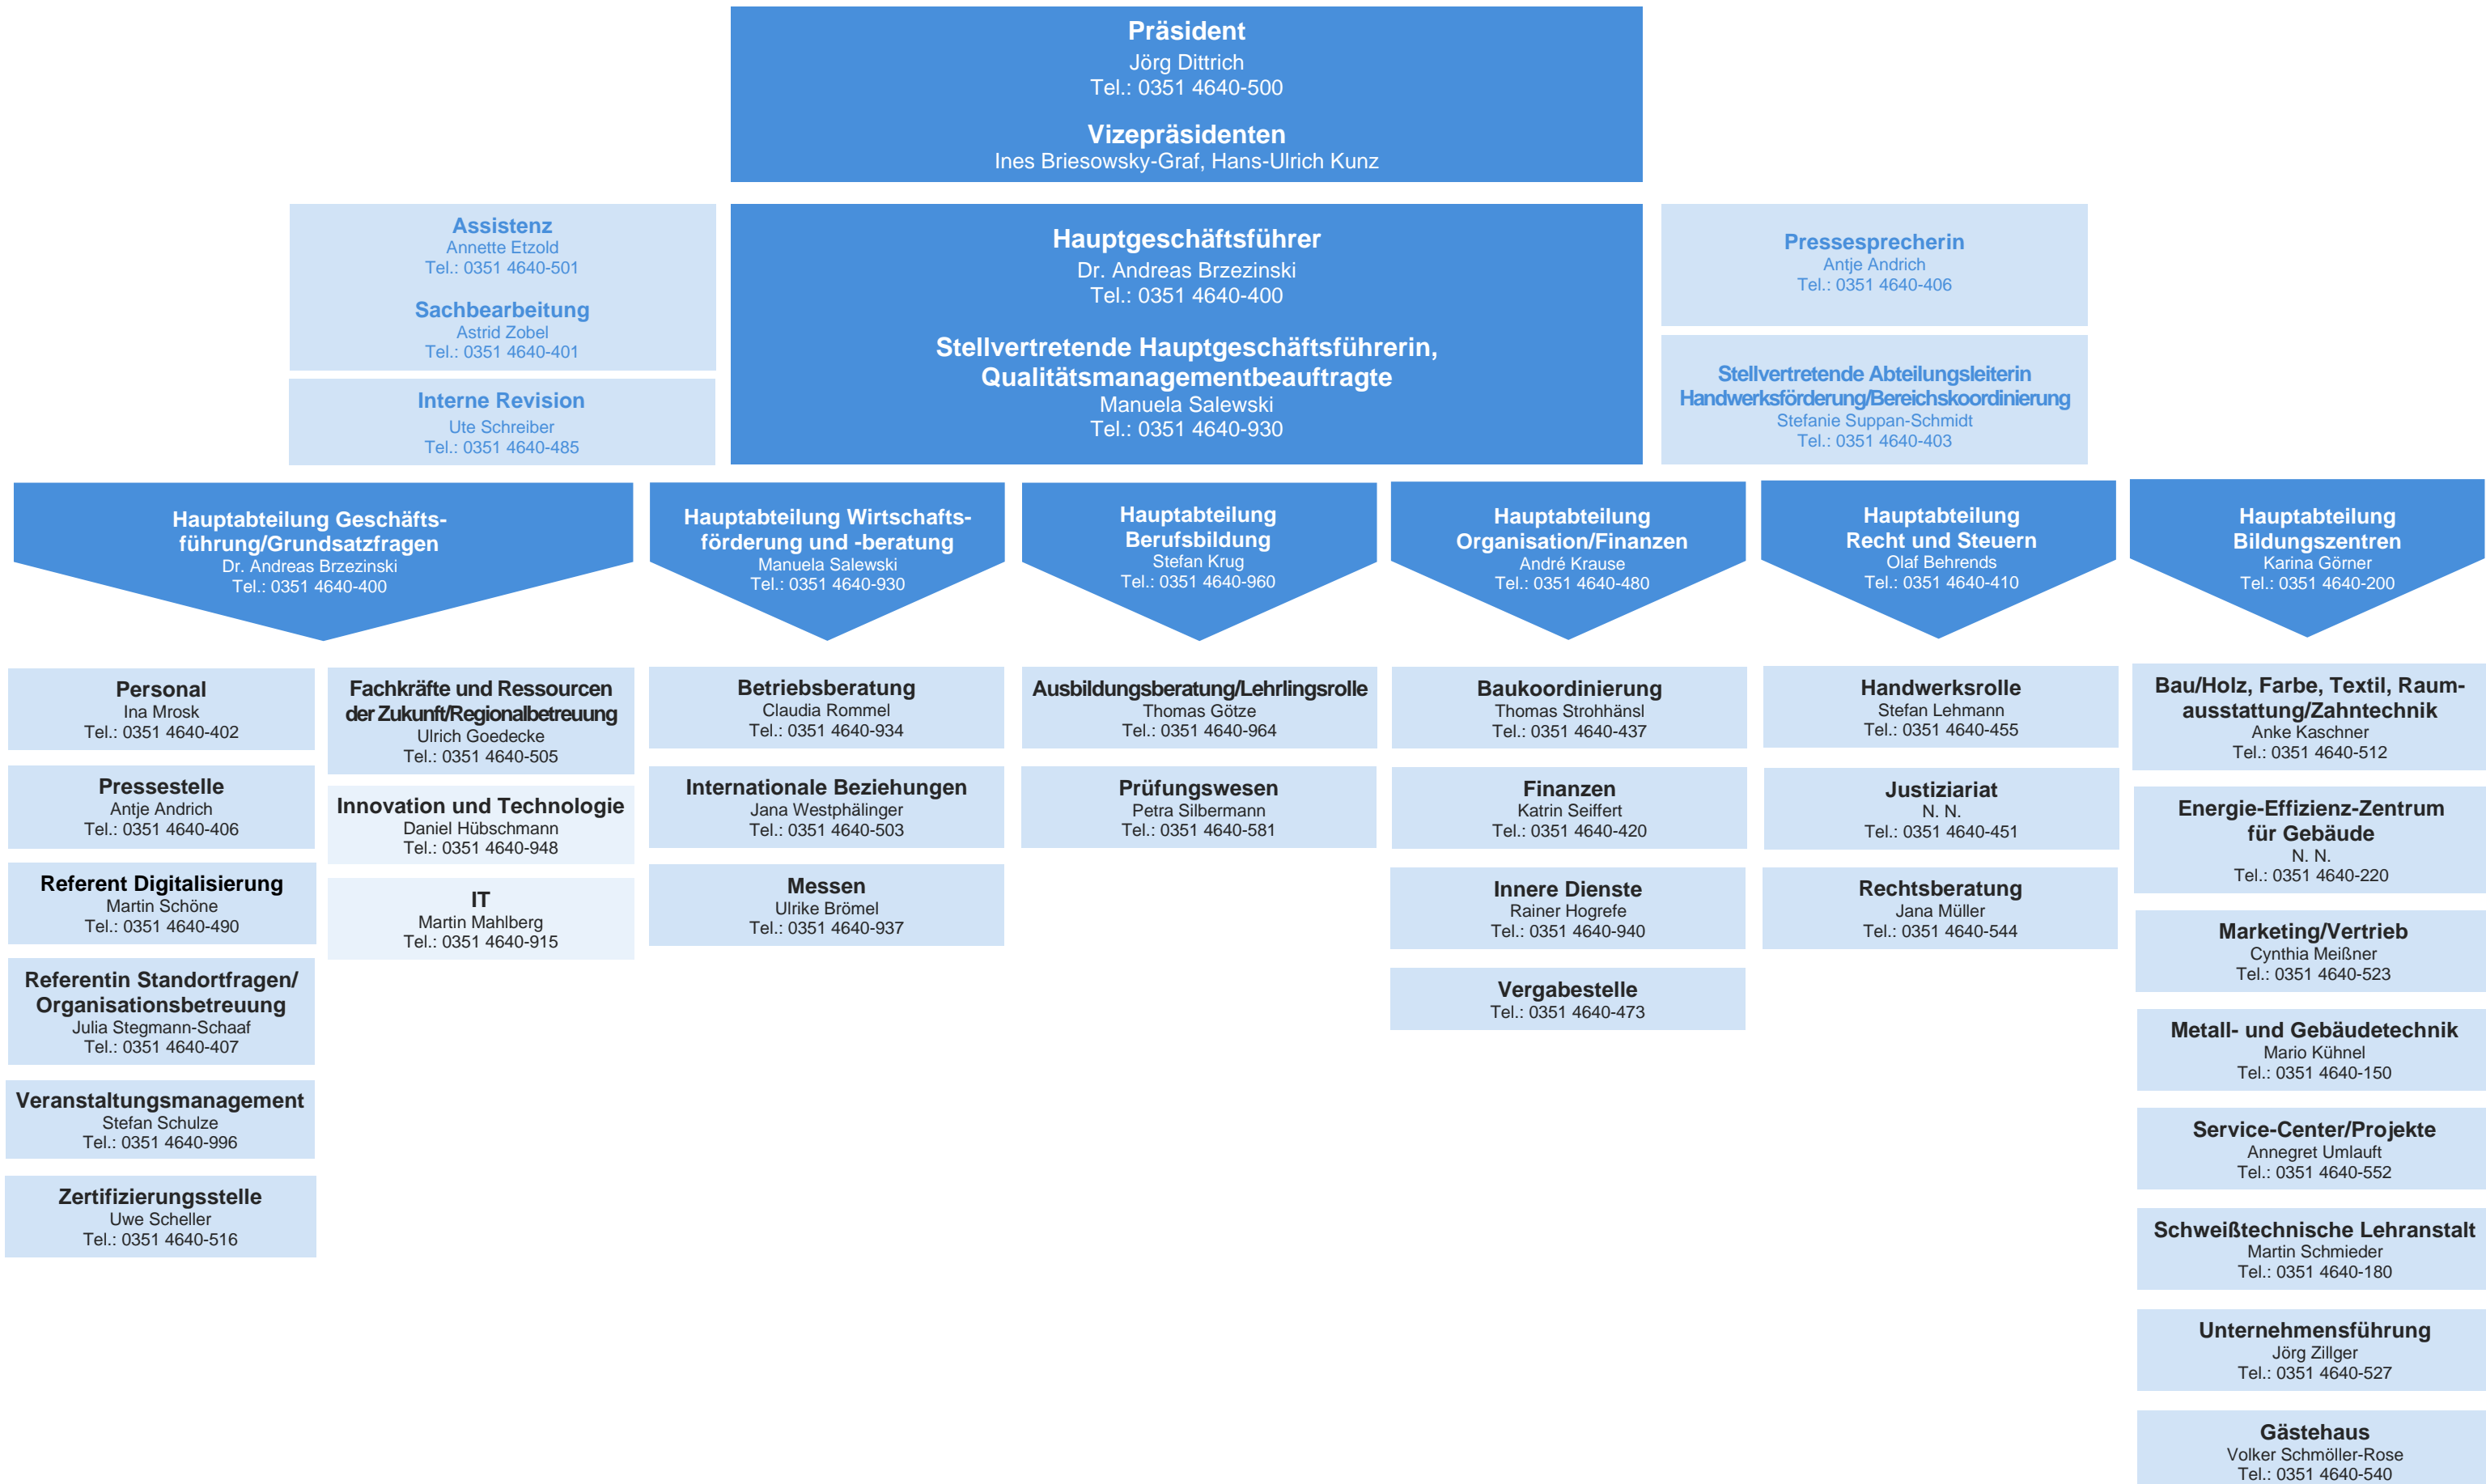 Präsident
Jörg Dittrich
Tel.: 0351 4640-500
Vizepräsidenten
Ines Briesowsky-Graf, Hans-Ulrich Kunz
Assistenz
Annette Etzold
Tel.: 0351 4640-501
Sachbearbeitung
Astrid Zobel
Tel.: 0351 4640-401
Interne Revision
Ute Schreiber
Tel.: 0351 4640-485
Hauptgeschäftsführer
Dr. Andreas Brzezinski
Tel.: 0351 4640-400
Stellvertretende Hauptgeschäftsführerin,
Qualitätsmanagementbeauftragte
Manuela Salewski
Tel.: 0351 4640-930
Pressesprecherin
Antje Andrich
Tel.: 0351 4640-406
Stellvertretende Abteilungsleiterin
Handwerksförderung/Bereichskoordinierung
Stefanie Suppan-Schmidt
Tel.: 0351 4640-403
Hauptabteilung Geschäfts-
führung/Grundsatzfragen
Dr. Andreas Brzezinski
Tel.: 0351 4640-400
Personal
Ina Mrosk
Tel.: 0351 4640-402
Pressestelle
Antje Andrich
Tel.: 0351 4640-406
Referent Digitalisierung
Martin Schöne
Tel.: 0351 4640-490
Referentin Standortfragen/
Organisationsbetreuung
Julia Stegmann-Schaaf
Tel.: 0351 4640-407
Veranstaltungsmanagement
Stefan Schulze
Tel.: 0351 4640-996
Zertifizierungsstelle
Uwe Scheller
Tel.: 0351 4640-516
Fachkräfte und Ressourcen
der Zukunft/Regionalbetreuung
Ulrich Goedecke
Tel.: 0351 4640-505
Innovation und Technologie
Daniel Hübschmann
Tel.: 0351 4640-948
IT
Martin Mahlberg
Tel.: 0351 4640-915
Hauptabteilung Wirtschafts-
förderung und -beratung
Manuela Salewski
Tel.: 0351 4640-930
Betriebsberatung
Claudia Rommel
Tel.: 0351 4640-934
Internationale Beziehungen
Jana Westphälinger
Tel.: 0351 4640-503
Messen
Ulrike Brömel
Tel.: 0351 4640-937
Hauptabteilung
Berufsbildung
Stefan Krug
Tel.: 0351 4640-960
Ausbildungsberatung/Lehrlingsrolle
Thomas Götze
Tel.: 0351 4640-964
Prüfungswesen
Petra Silbermann
Tel.: 0351 4640-581
Hauptabteilung
Organisation/Finanzen
André Krause
Tel.: 0351 4640-480
Baukoordinierung
Thomas Strohhänsl
Tel.: 0351 4640-437
Finanzen
Katrin Seiffert
Tel.: 0351 4640-420
Innere Dienste
Rainer Hogrefe
Tel.: 0351 4640-940
Vergabestelle
Tel.: 0351 4640-473
Hauptabteilung
Recht und Steuern
Olaf Behrends
Tel.: 0351 4640-410
Handwerksrolle
Stefan Lehmann
Tel.: 0351 4640-455
Justiziariat
N. N.
Tel.: 0351 4640-451
Rechtsberatung
Jana Müller
Tel.: 0351 4640-544
Hauptabteilung
Bildungszentren
Karina Görner
Tel.: 0351 4640-200
Bau/Holz, Farbe, Textil, Raum-
ausstattung/Zahntechnik
Anke Kaschner
Tel.: 0351 4640-512
Energie-Effizienz-Zentrum
für Gebäude
N. N.
Tel.: 0351 4640-220
Marketing/Vertrieb
Cynthia Meißner
Tel.: 0351 4640-523
Metall- und Gebäudetechnik
Mario Kühnel
Tel.: 0351 4640-150
Service-Center/Projekte
Annegret Umlauft
Tel.: 0351 4640-552
Schweißtechnische Lehranstalt
Martin Schmieder
Tel.: 0351 4640-180
Unternehmensführung
Jörg Zillger
Tel.: 0351 4640-527
Gästehaus
Volker Schmöller-Rose
Tel.: 0351 4640-540